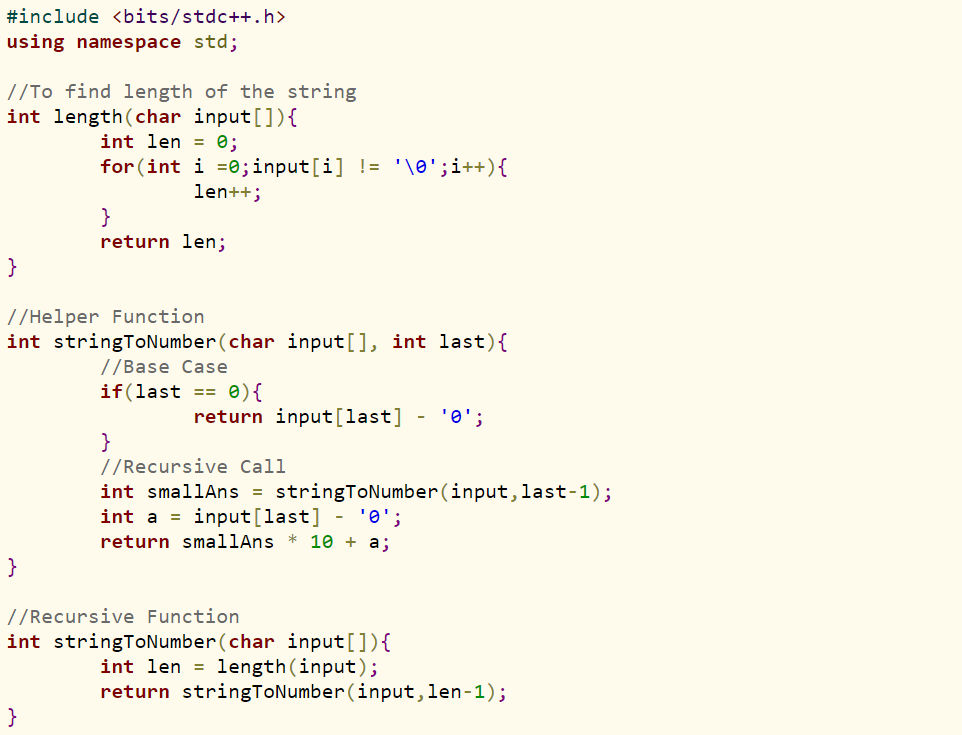 #include <bits/stdc++.h>
using namespace std;

//To find length of the string
int length(char input[]){
        int len = 0;
        for(int i =0;input[i] != '\0';i++){
                len++;
        }
        return len;
}

//Helper Function
int stringToNumber(char input[], int last){
        //Base Case
        if(last == 0){
                return input[last] - '0';
        }
        //Recursive Call
        int smallAns = stringToNumber(input,last-1);
        int a = input[last] - '0';
        return smallAns * 10 + a;
}

//Recursive Function
int stringToNumber(char input[]){
        int len = length(input);
        return stringToNumber(input,len-1);
}